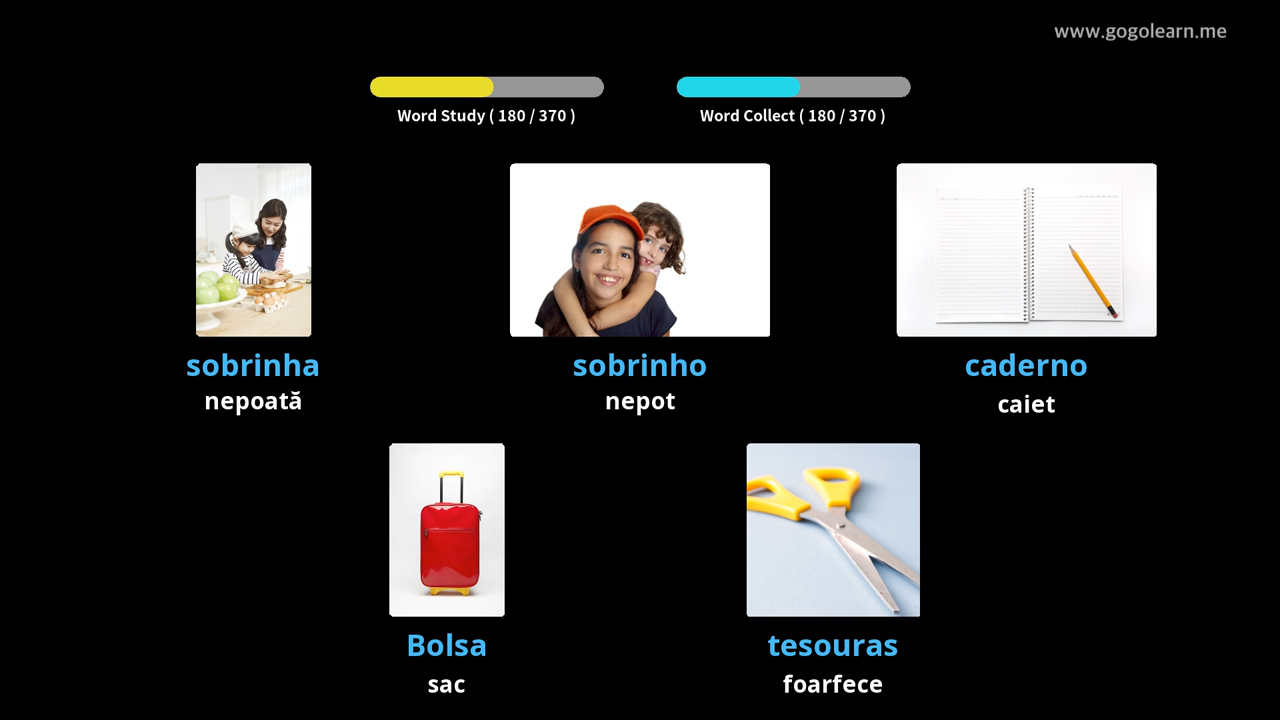 www.gogolearn.me
Word Study ( 180 / 370 )
Word Collect ( 180 / 370 )
sobrinha
nepoată
sobrinho
nepot
caderno
caiet
Bolsa
sac
tesouras
foarfece